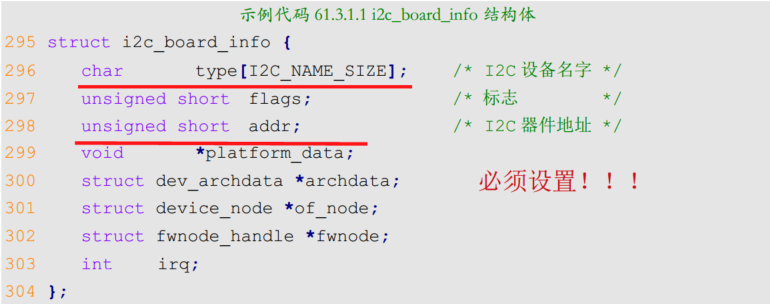 示例代码 61.3.1.1 i2c_board_info 结构体
295 struct i2c_board_info {
296 char type[I2C_NAME_SIZE]; /* I2C 设备名字 */
297 unsigned short flags; /* 标志 */
298 unsigned short addr; /* I2C 器件地址 */
299 void *platform_data;
300 struct dev_archdata *archdata; 必须设置！！！
301 struct device_node *of_node;
302 struct fwnode_handle *fwnode;
303 int irq;
304 };